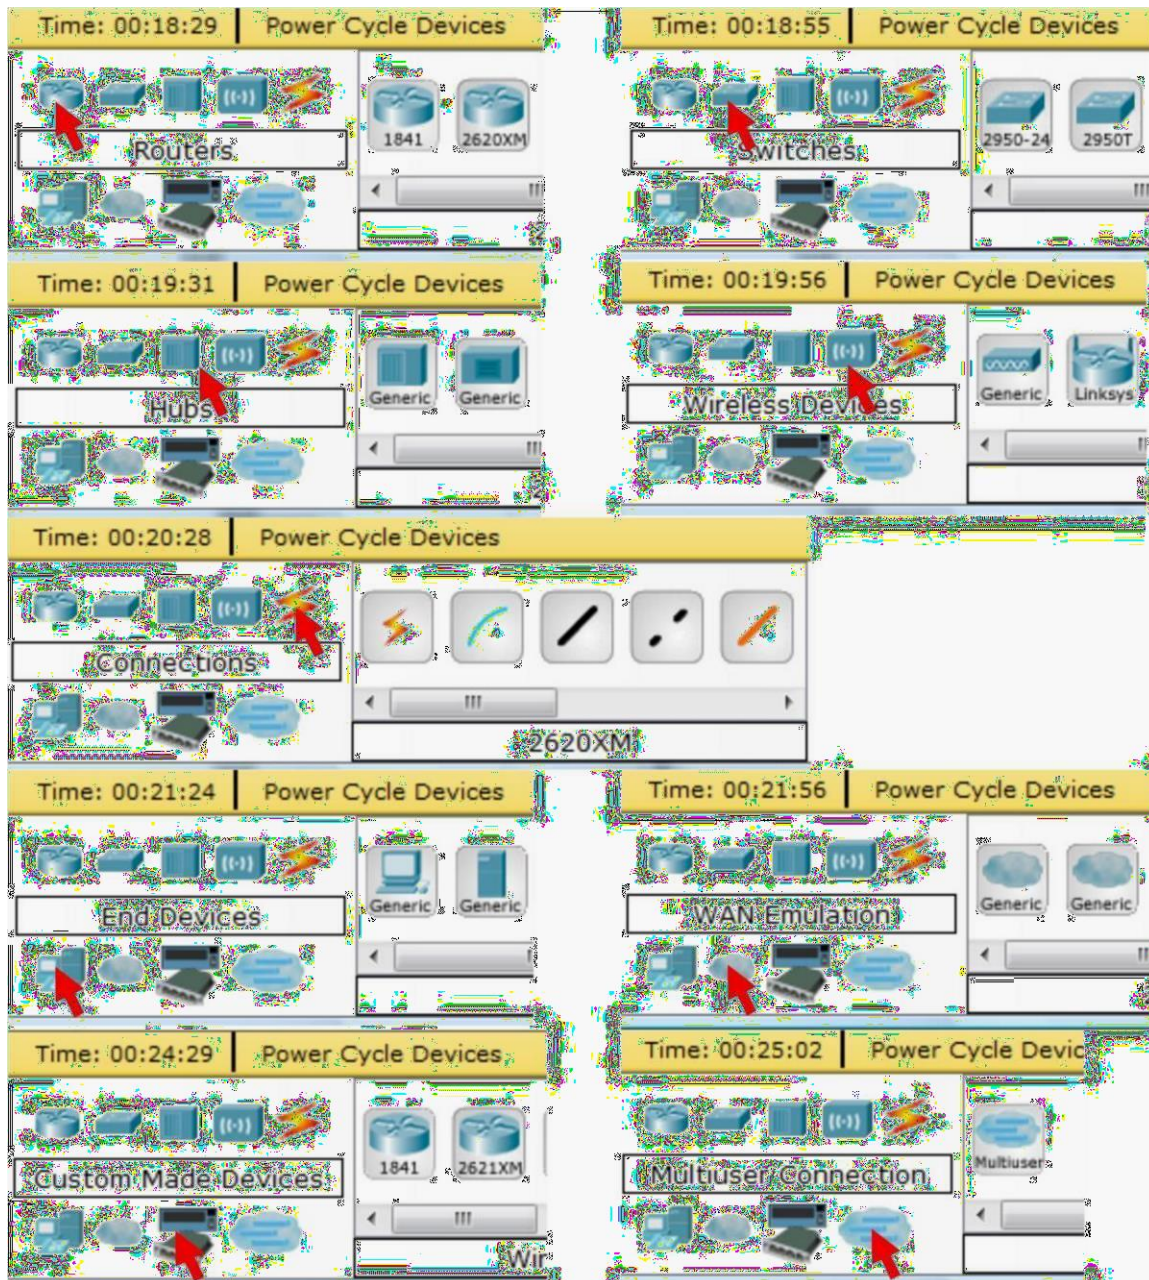 Time: 00:18:29 Power Cycle Devices
1841 2620XM
Routers
Time: 00:18:55 Power Cycle Devices
2950-24 2950T
Switches
Time: 00:19:31 Power Cycle Devices
Generic Generic
Hubs
Time: 00:19:56 Power Cycle Devices
Generic Linksys
Wireless Devices
Time: 00:20:28 Power Cycle Devices
Connections
2620XM
Time: 00:21:24 Power Cycle Devices
Generic Generic
End Devices
Time: 00:21:56 Power Cycle Devices
Generic Generic
WAN Emulation
Time: 00:24:29 Power Cycle Devices
1841 2621XM
Custom Made Devices
Wir
Time: 00:25:02 Power Cycle Devic
Multiuser
Multiuser Connection